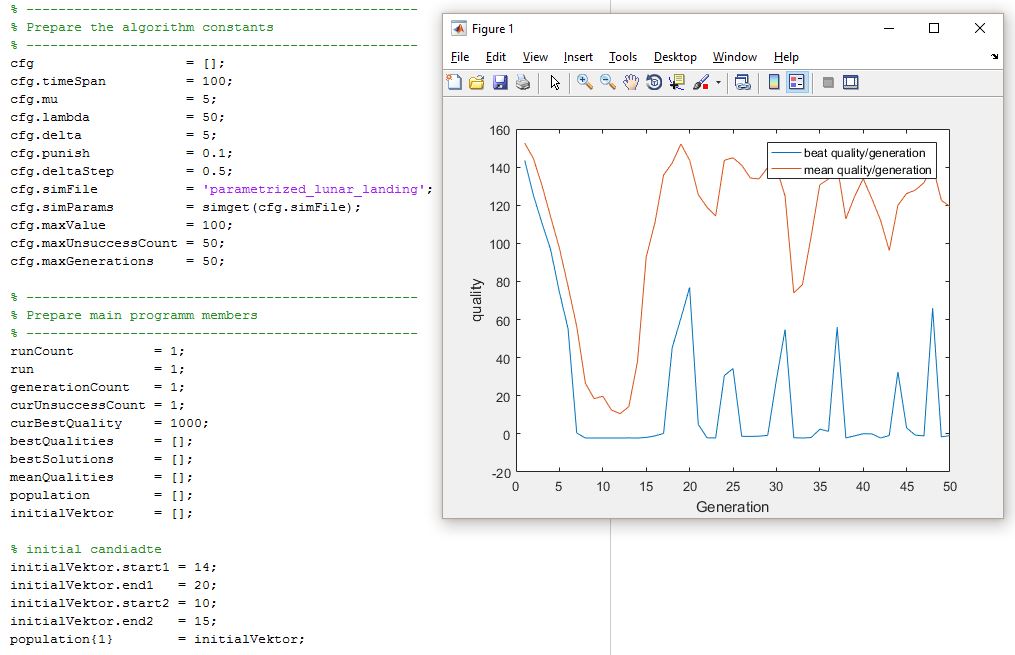 % -------------------------------------------------
% Prepare the algorithm constants
% -------------------------------------------------
cfg = [];
cfg.timeSpan = 100;
cfg.mu = 5;
cfg.lambda = 50;
cfg.delta = 5;
cfg.punish = 0.1;
cfg.deltaStep = 0.5;
cfg.simFile = 'parametrized_lunar_landing';
cfg.simParams = simget(cfg.simFile);
cfg.maxValue = 100;
cfg.maxUnsuccessCount = 50;
cfg.maxGenerations = 50;
% -------------------------------------------------
% Prepare main programm members
% -------------------------------------------------
runCount = 1;
run = 1;
generationCount = 1;
curUnsuccessCount = 1;
curBestQuality = 1000;
bestQualities = [];
bestSolutions = [];
meanQualities = [];
population = [];
initialVektor = [];
% initial candiadte
initialVektor.start1 = 14;
initialVektor.end1 = 20;
initialVektor.start2 = 10;
initialVektor.end2 = 15;
population{1} = initialVektor;
Figure 1
File Edit View Insert Tools Desktop Window Help
160
140
120
100
80
60
40
20
0
-20
quality
beat quality/generation
mean quality/generation
0 5 10 15 20 25 30 35 40 45 50
Generation